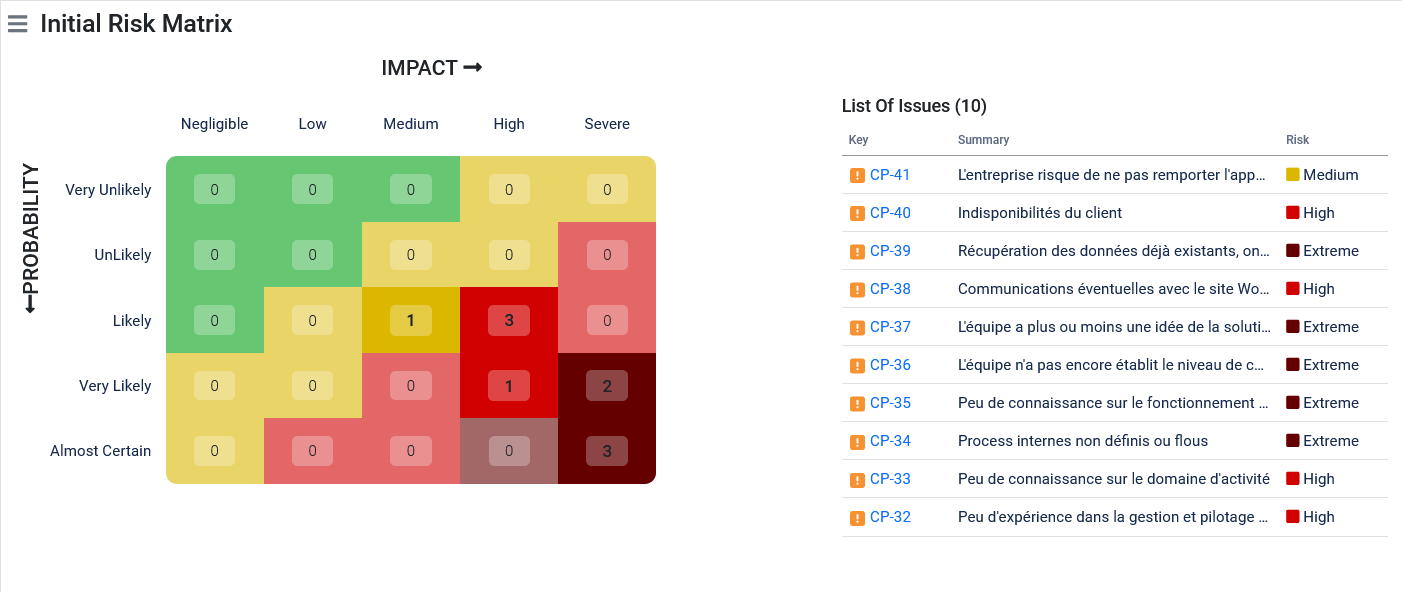 Initial Risk Matrix
IMPACT
Negligible Low Medium High Severe
PROBABILITY
Very Unlikely 0 0 0 0 0
UnLikely 0 0 0 0 0
Likely 0 0 1 3 0
Very Likely 0 0 0 1 2
Almost Certain 0 0 0 0 3
List Of Issues (10)
Key Summary Risk
CP-41 L'entreprise risque de ne pas remporter l'app... Medium
CP-40 Indisponibilités du client High
CP-39 Récupération des données déjà existants, on... Extreme
CP-38 Communications éventuelles avec le site Wo... High
CP-37 L'équipe a plus ou moins une idée de la soluti... Extreme
CP-36 L'équipe n'a pas encore établit le niveau de c... Extreme
CP-35 Peu de connaissance sur le fonctionnement ... Extreme
CP-34 Process internes non définis ou flous Extreme
CP-33 Peu de connaissance sur le domaine d'activité High
CP-32 Peu d'expérience dans la gestion et pilotage ... High